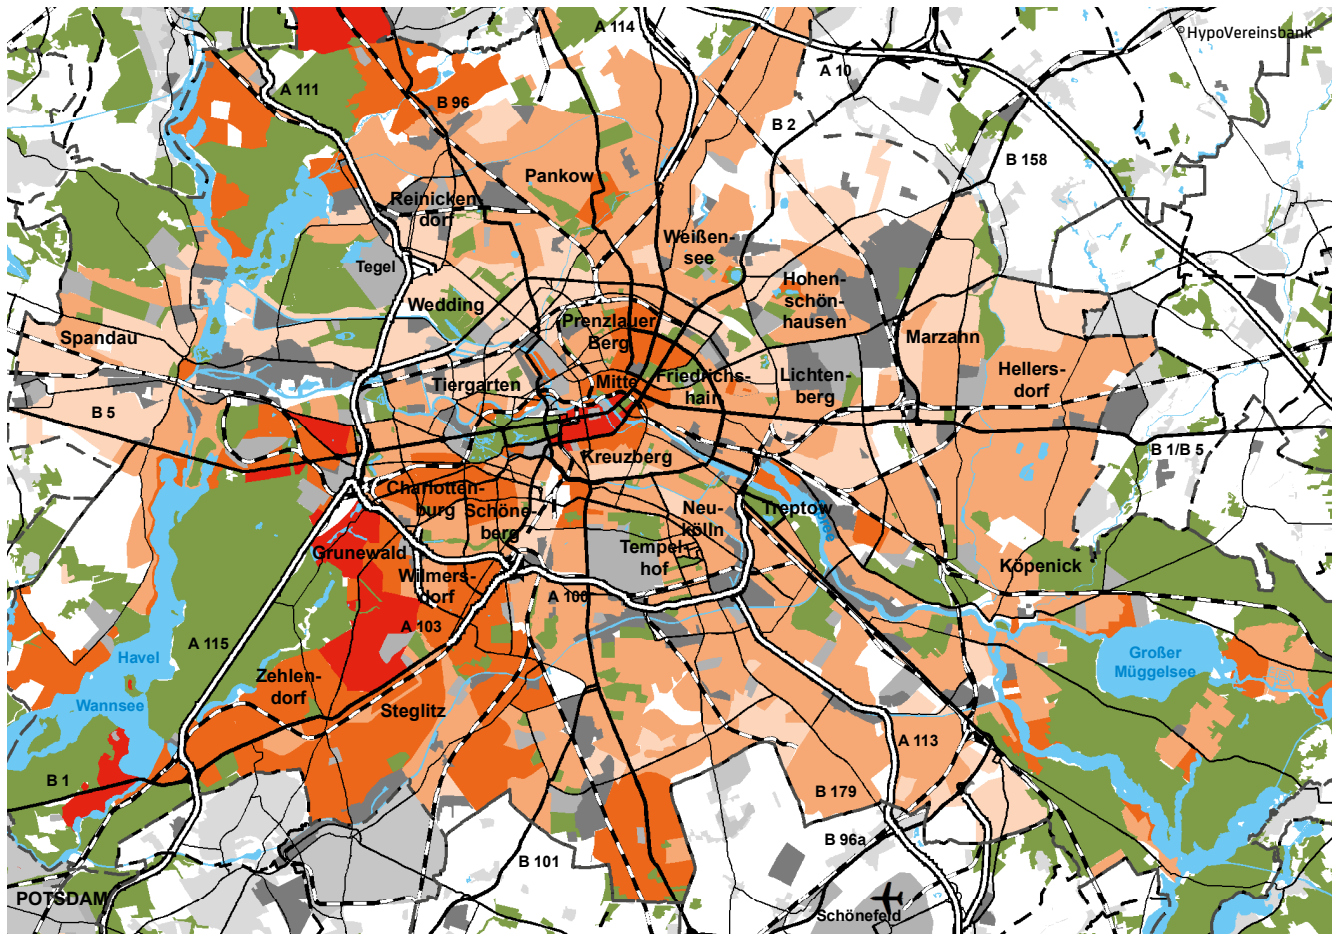 A 114
© HypoVereinsbank
A 10
A 111
B 96
B 2
B 158
Pankow
Reinicken-
dorf
Weißen-
see
Tegel
Hohen-
schön-
hausen
Wedding
Prenzlauer
Berg
Spandau
Marzahn
Tiergarten
Mitte
Friedrichs-
hain
Lichten-
berg
Hellers-
dorf
B 5
B 1/B 5
Kreuzberg
Charlotten-
burg
Schöne-
berg
Neu-
kölln
Treptow
Spree
Grunewald
Tempel-
hof
Köpenick
Wilmers-
dorf
A 100
A 103
A 115
Havel
Großer
Müggelsee
Zehlen-
dorf
Wannsee
Steglitz
A 113
B 1
B 179
B 96a
B 101
POTSDAM
Schönefeld